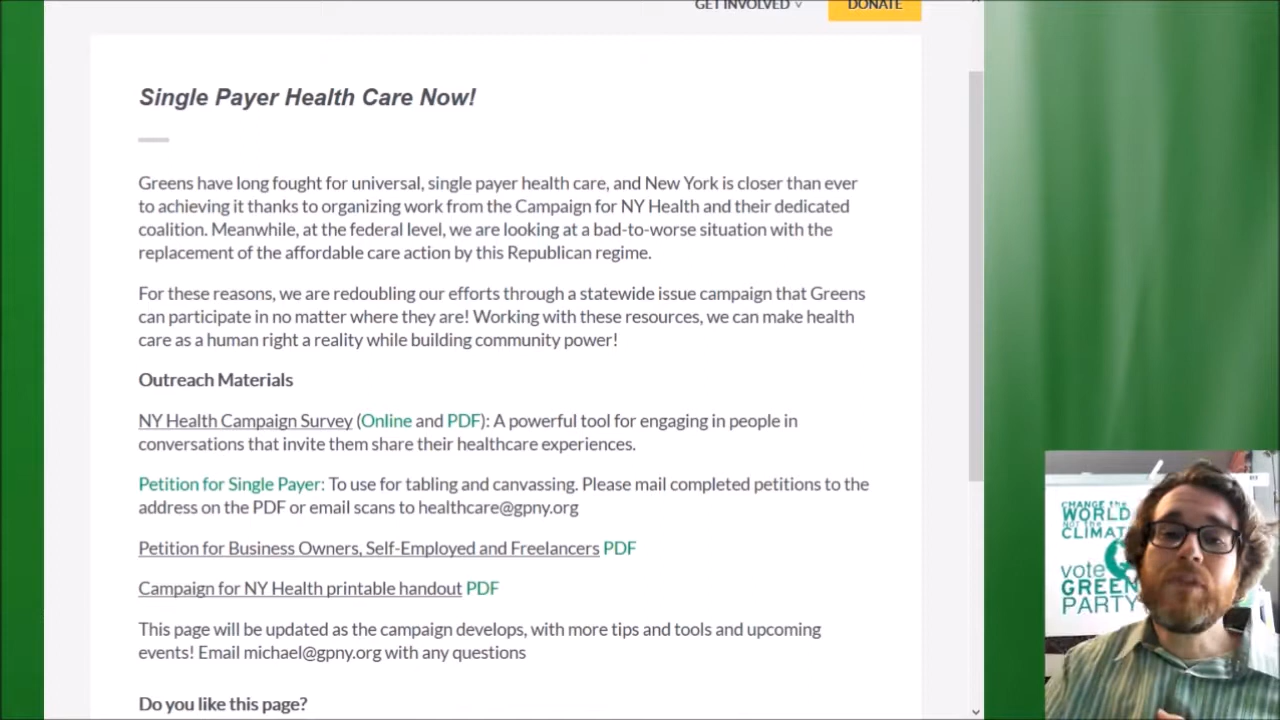 GET INVOLVED
DONATE
Single Payer Health Care Now!
Greens have long fought for universal, single payer health care, and New York is closer than ever
to achieving it thanks to organizing work from the Campaign for NY Health and their dedicated
coalition. Meanwhile, at the federal level, we are looking at a bad-to-worse situation with the
replacement of the affordable care action by this Republican regime.
For these reasons, we are redoubling our efforts through a statewide issue campaign that Greens
can participate in no matter where they are! Working with these resources, we can make health
care as a human right a reality while building community power!
Outreach Materials
NY Health Campaign Survey (Online and PDF): A powerful tool for engaging in people in
conversations that invite them share their healthcare experiences.
Petition for Single Payer: To use for tabling and canvassing. Please mail completed petitions to the
address on the PDF or email scans to healthcare@gpny.org
Petition for Business Owners, Self-Employed and Freelancers PDF
Campaign for NY Health printable handout PDF
This page will be updated as the campaign develops, with more tips and tools and upcoming
events! Email michael@gpny.org with any questions
Do you like this page?
CHANGE the
WORLD
NOT the
CLIMATE
vote
GREEN
PARTY